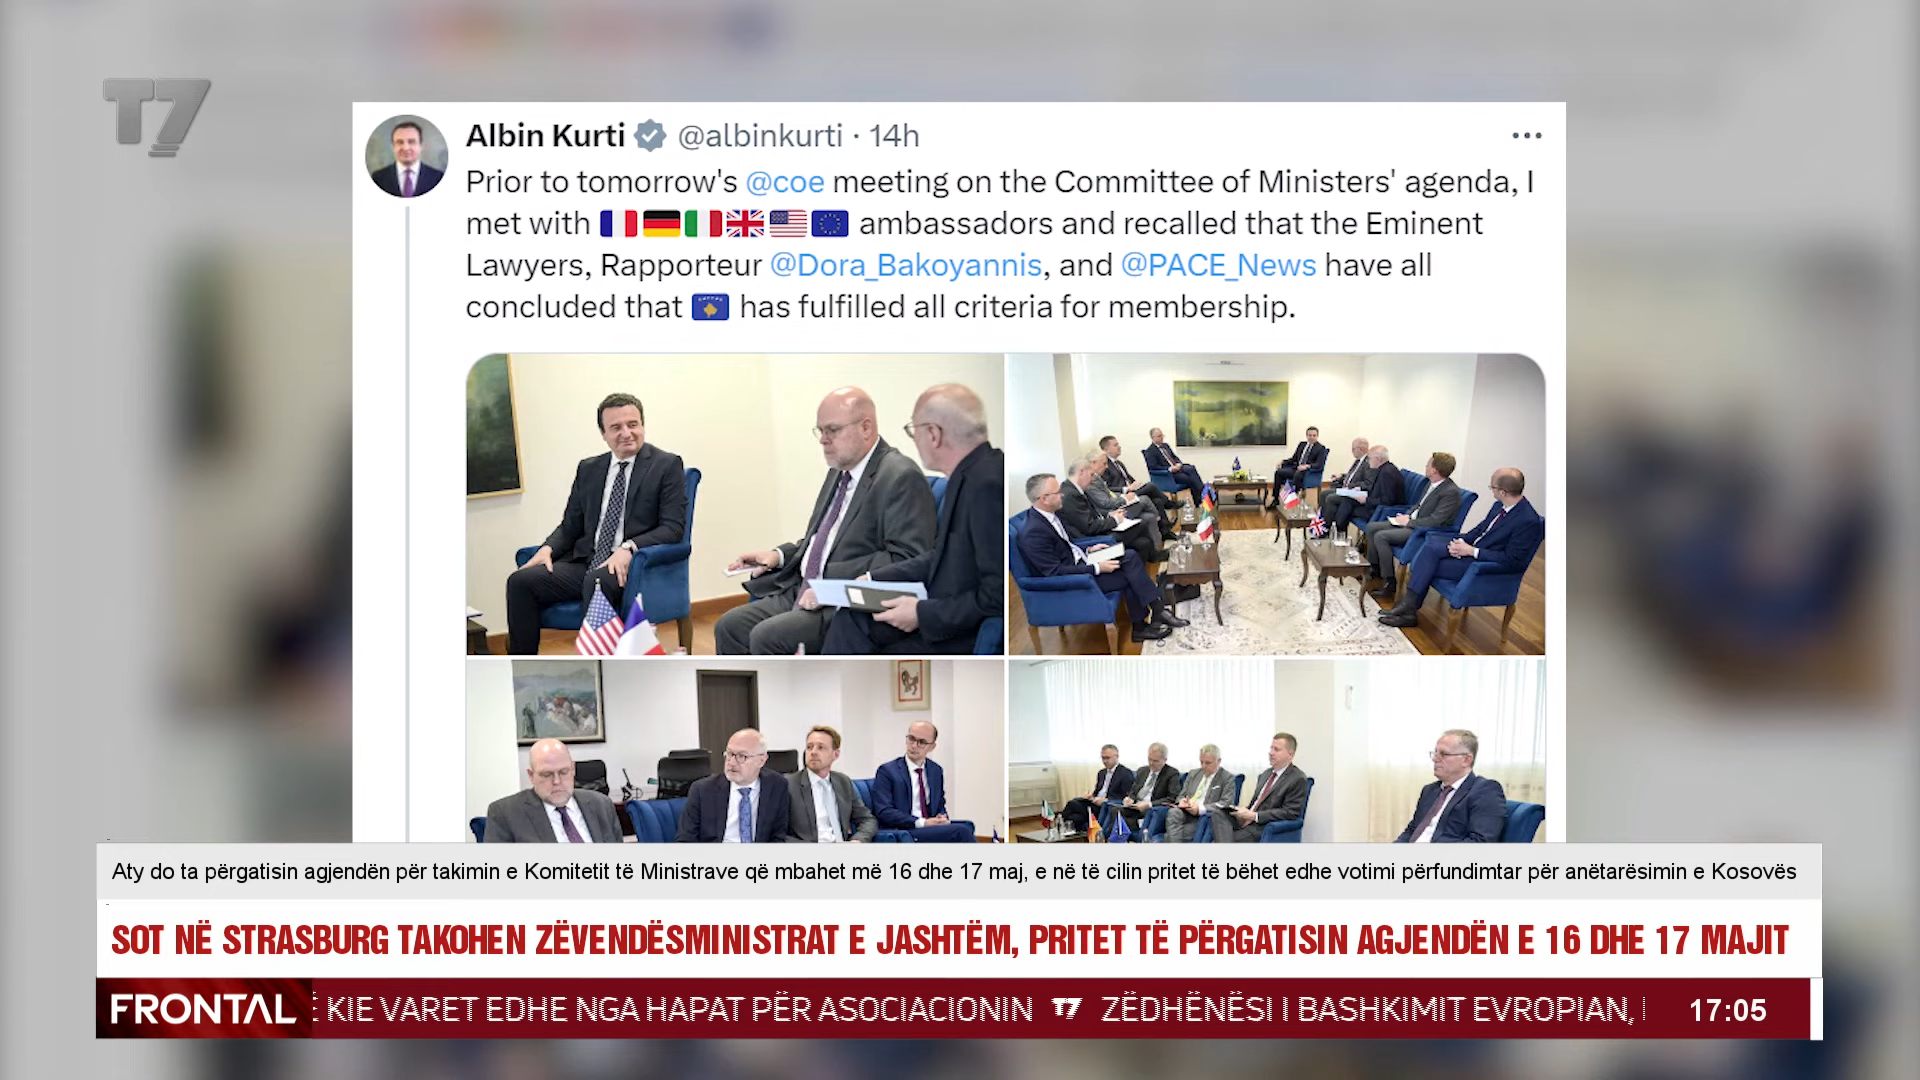 T7
Albin Kurti @albinkurti · 14h
Prior to tomorrow's @coe meeting on the Committee of Ministers' agenda, I
met with 🇫🇷🇩🇪🇮🇹🇬🇧🇺🇸🇪🇺 ambassadors and recalled that the Eminent
Lawyers, Rapporteur @Dora_Bakoyannis, and @PACE_News have all
concluded that 🇽🇰 has fulfilled all criteria for membership.
Aty do ta përgatisin agjendën për takimin e Komitetit të Ministrave që mbahet më 16 dhe 17 maj, e në të cilin pritet të bëhet edhe votimi përfundimtar për anëtarësimin e Kosovës
SOT NË STRASBURG TAKOHEN ZËVENDËSMINISTRAT E JASHTËM, PRITET TË PËRGATISIN AGJENDËN E 16 DHE 17 MAJIT
FRONTAL KIE VARET EDHE NGA HAPAT PËR ASOCIACIONIN T7 ZËDHËNËSI I BASHKIMIT EVROPIAN, 17:05